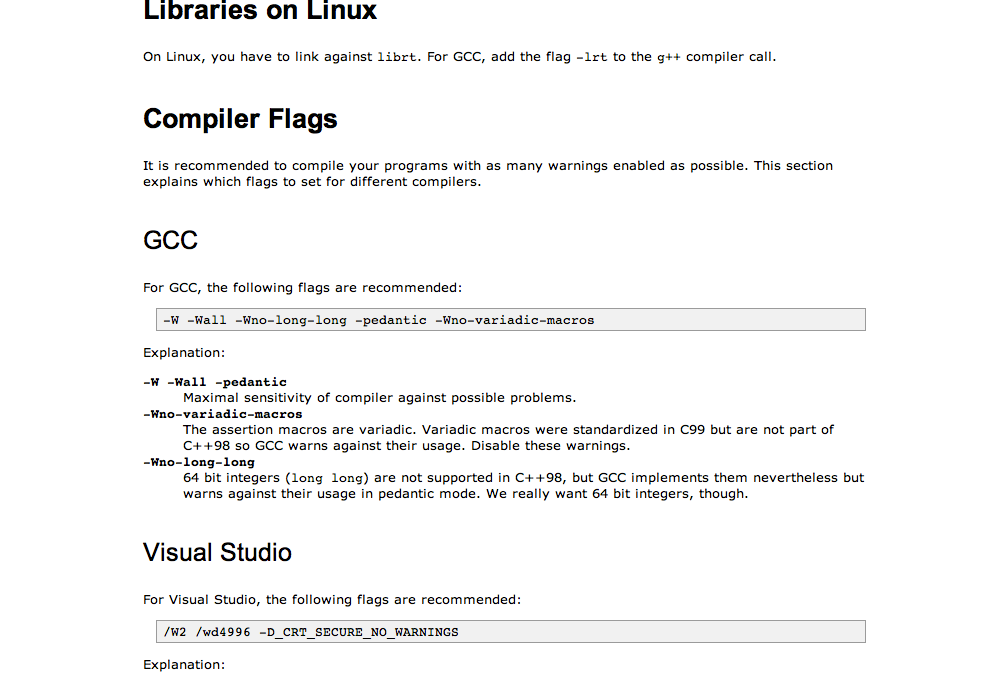 Libraries on Linux
On Linux, you have to link against librt. For GCC, add the flag -lrt to the g++ compiler call.
Compiler Flags
It is recommended to compile your programs with as many warnings enabled as possible. This section
explains which flags to set for different compilers.
GCC
For GCC, the following flags are recommended:
-W -Wall -Wno-long-long -pedantic -Wno-variadic-macros
Explanation:
-W -Wall -pedantic
Maximal sensitivity of compiler against possible problems.
-Wno-variadic-macros
The assertion macros are variadic. Variadic macros were standardized in C99 but are not part of
C++98 so GCC warns against their usage. Disable these warnings.
-Wno-long-long
64 bit integers (long long) are not supported in C++98, but GCC implements them nevertheless but
warns against their usage in pedantic mode. We really want 64 bit integers, though.
Visual Studio
For Visual Studio, the following flags are recommended:
/W2 /wd4996 -D_CRT_SECURE_NO_WARNINGS
Explanation: